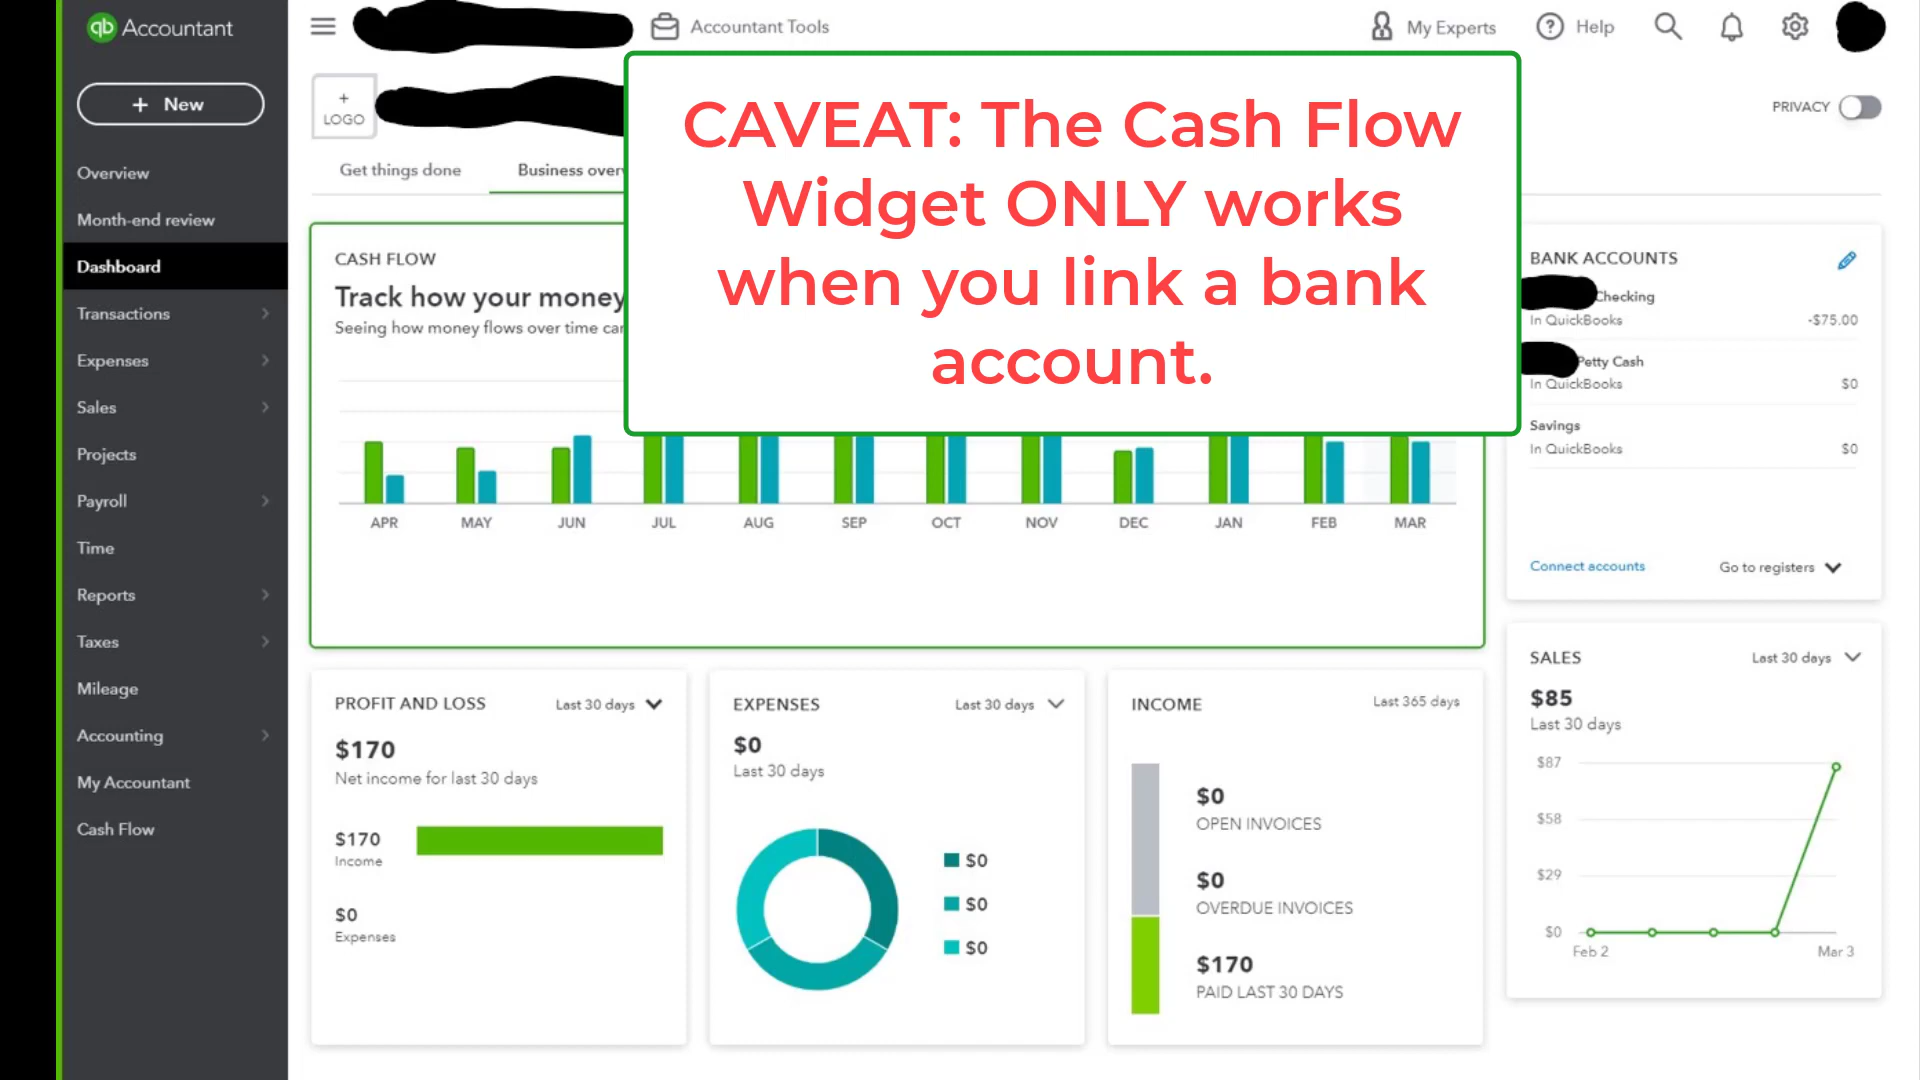 qb Accountant
Accountant Tools
My Experts
Help
+ New
+
LOGO
PRIVACY
CAVEAT: The Cash Flow
Widget ONLY works
when you link a bank
account.
Get things done
Business over
Overview
Month-end review
Dashboard
Transactions
Expenses
Sales
Projects
Payroll
Time
Reports
Taxes
Mileage
Accounting
My Accountant
Cash Flow
CASH FLOW
Track how your money
Seeing how money flows over time can
APR MAY JUN JUL AUG SEP OCT NOV DEC JAN FEB MAR
BANK ACCOUNTS
Checking
In QuickBooks -$75.00
Petty Cash
In QuickBooks $0
Savings
In QuickBooks $0
Connect accounts Go to registers
PROFIT AND LOSS Last 30 days
$170
Net income for last 30 days
$170
Income
$0
Expenses
EXPENSES Last 30 days
$0
Last 30 days
$0
$0
$0
INCOME Last 365 days
$0
OPEN INVOICES
$0
OVERDUE INVOICES
$170
PAID LAST 30 DAYS
SALES Last 30 days
$85
Last 30 days
$87
$58
$29
$0
Feb 2 Mar 3